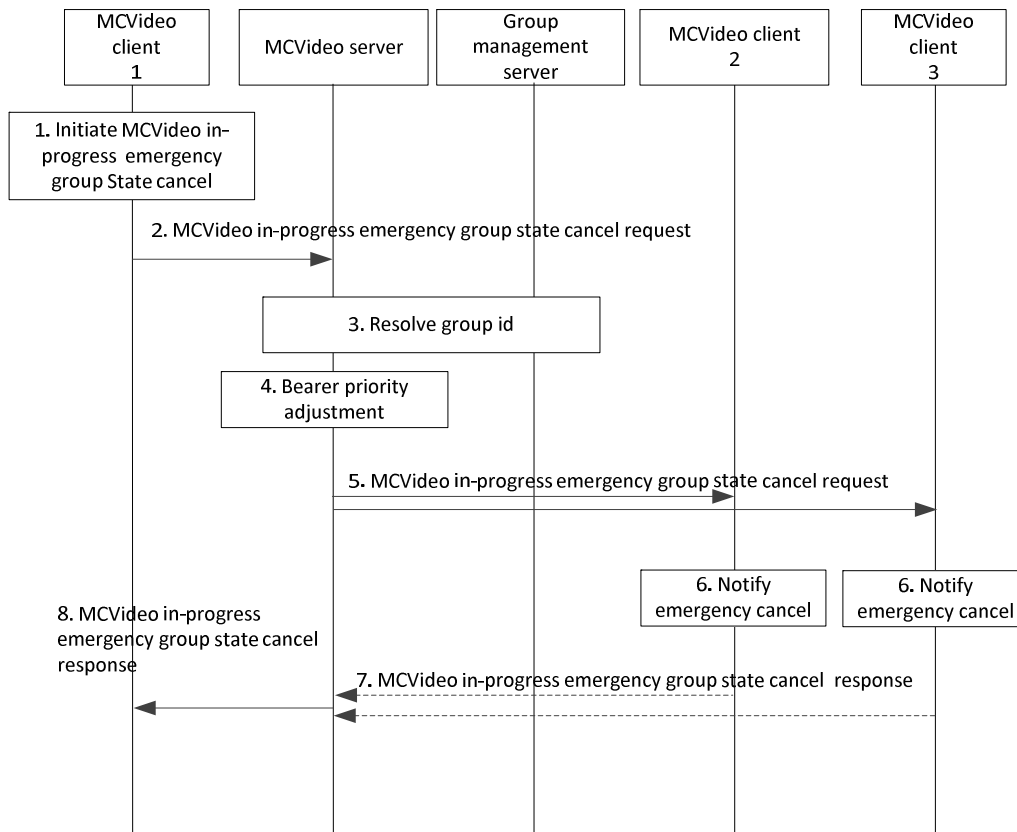 MCVideo
client
1
MCVideo server
Group
management
server
MCVideo client
2
MCVideo
client
3
1. Initiate MCVideo in-
progress emergency
group State cancel
2. MCVideo in-progress emergency group state cancel request
3. Resolve group id
4. Bearer priority
adjustment
5. MCVideo in-progress emergency group state cancel request
6. Notify
emergency cancel
6. Notify
emergency cancel
8. MCVideo in-progress
emergency group state cancel
response
7. MCVideo in-progress emergency group state cancel response